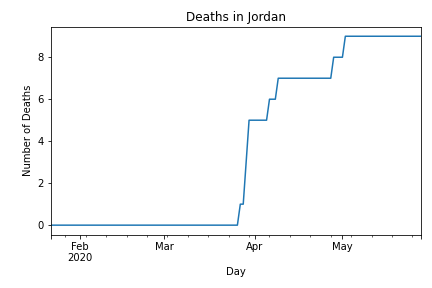 Deaths in Jordan
Number of Deaths
8
6
4
2
0
Feb
2020
Mar
Apr
May
Day